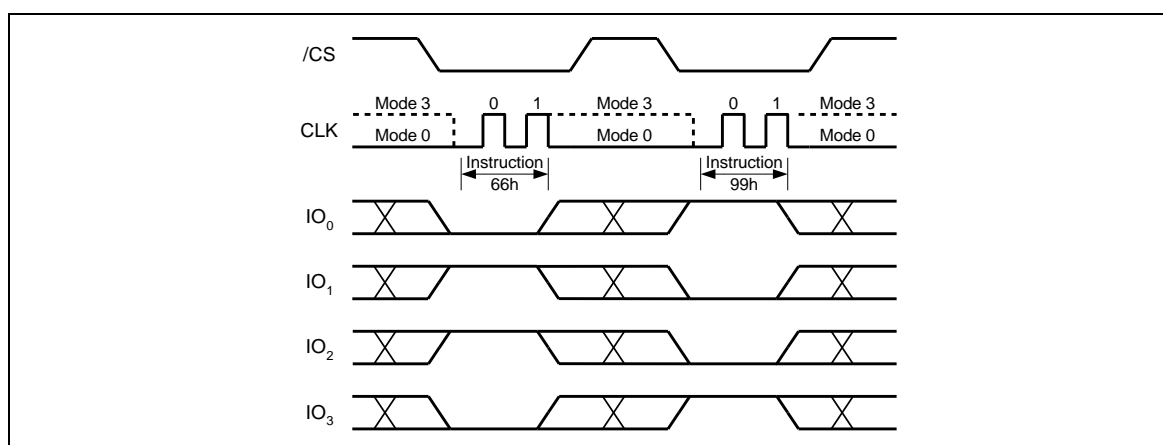 /CS
Mode 3 0 1 Mode 3 0 1 Mode 3
CLK Mode 0 Mode 0 Mode 0
Instruction Instruction
66h 99h
IO0
IO1
IO2
IO3